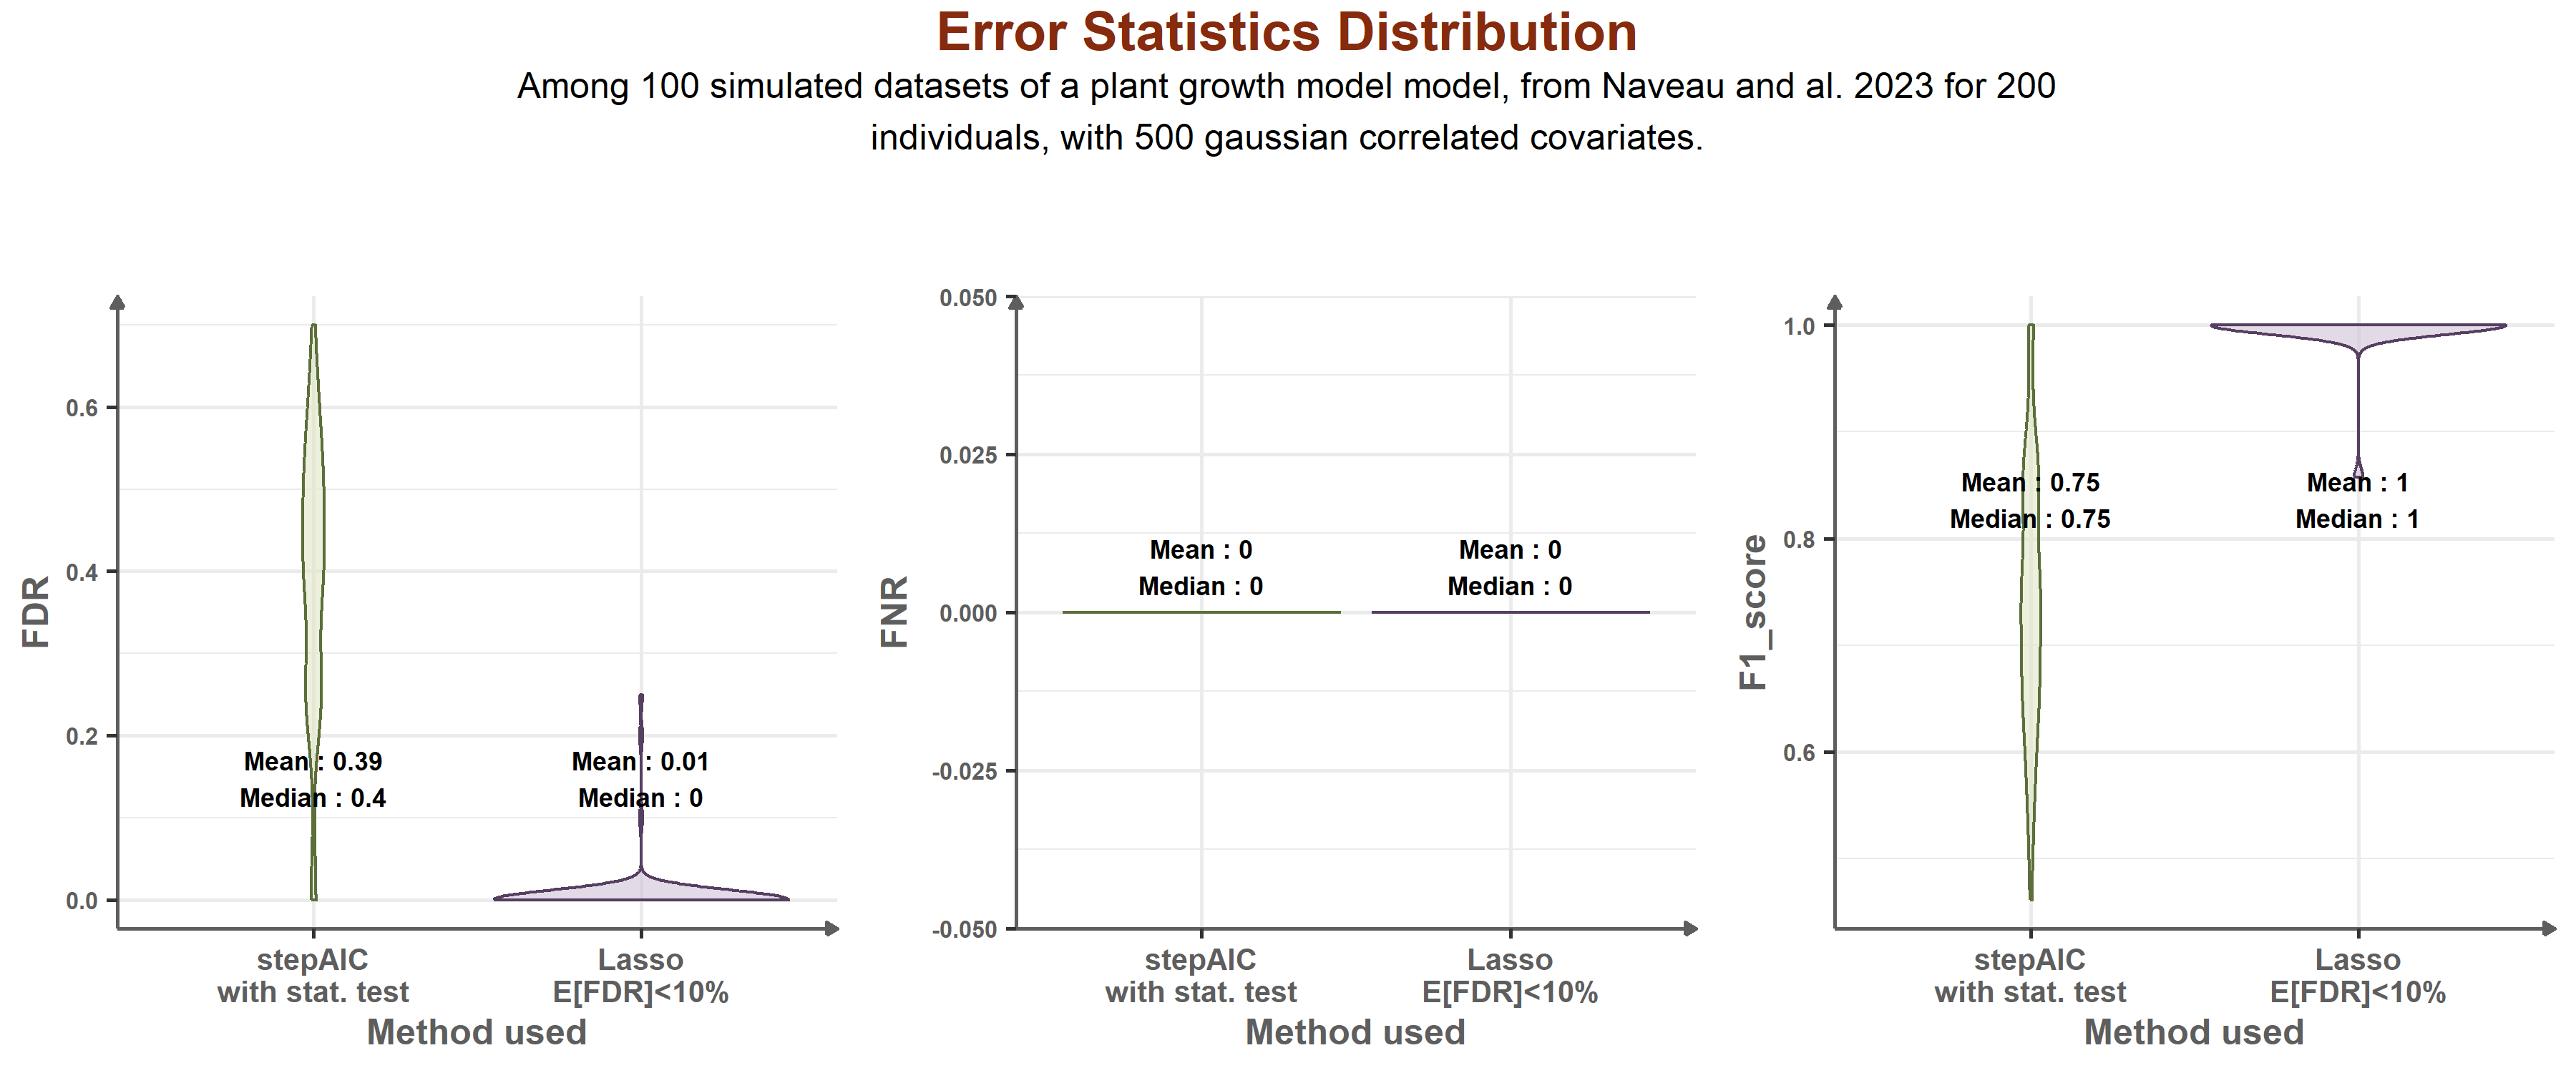 Error Statistics Distribution
Among 100 simulated datasets of a plant growth model model, from Naveau and al. 2023 for 200
individuals, with 500 gaussian correlated covariates.
FDR
0.6
0.4
0.2
0.0
Mean : 0.39
Median : 0.4
Mean : 0.01
Median : 0
stepAIC
with stat. test
Lasso
E[FDR]<10%
Method used
FNR
0.050
0.025
0.000
-0.025
-0.050
Mean : 0
Median : 0
Mean : 0
Median : 0
stepAIC
with stat. test
Lasso
E[FDR]<10%
Method used
F1_score
1.0
0.8
0.6
Mean : 0.75
Median : 0.75
Mean : 1
Median : 1
stepAIC
with stat. test
Lasso
E[FDR]<10%
Method used